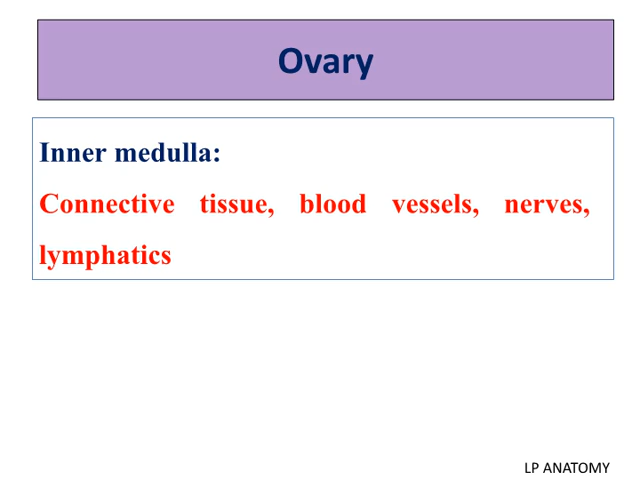 Ovary
Inner medulla:
Connective tissue, blood vessels, nerves,
lymphatics
LP ANATOMY